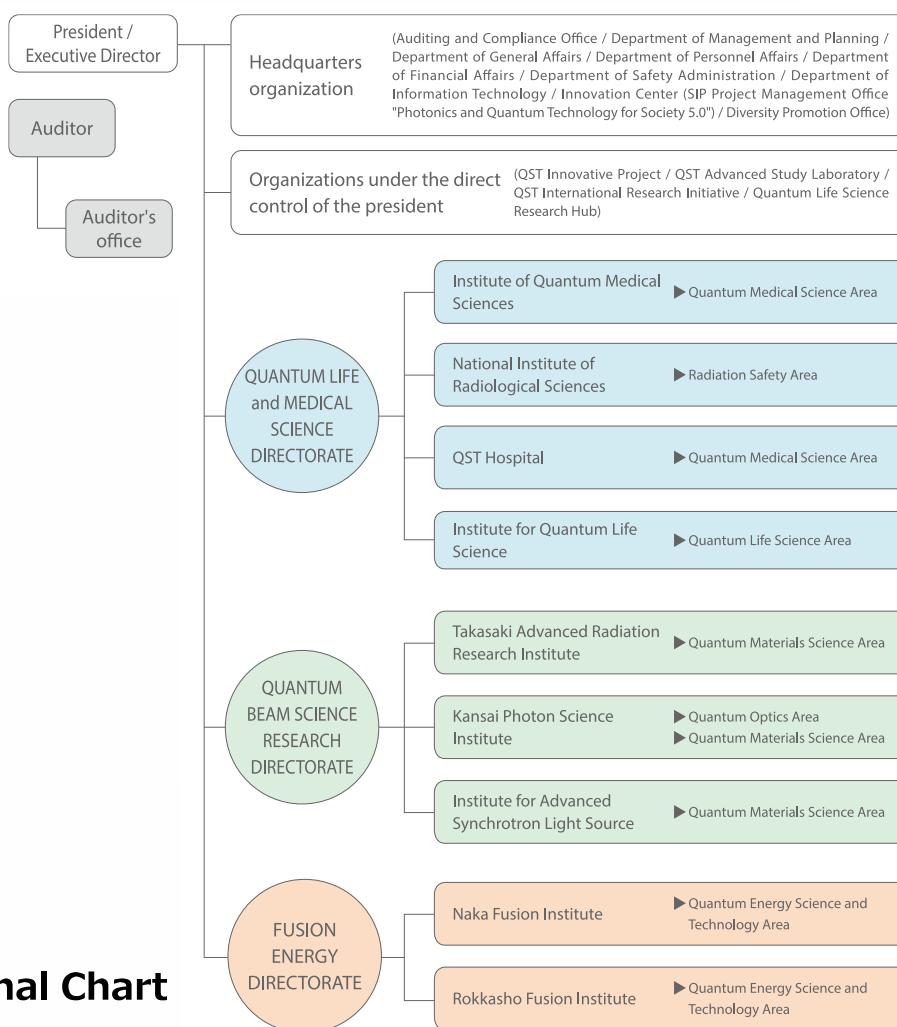 President /
Executive Director
Headquarters
organization
(Auditing and Compliance Office / Department of Management and Planning /
Department of General Affairs / Department of Personnel Affairs / Department
of Financial Affairs / Department of Safety Administration / Department of
Information Technology / Innovation Center (SIP Project Management Office
"Photonics and Quantum Technology for Society 5.0") / Diversity Promotion Office)
Auditor
Auditor's
office
Organizations under the direct
control of the president
(QST Innovative Project / QST Advanced Study Laboratory /
QST International Research Initiative / Quantum Life Science
Research Hub)
QUANTUM LIFE
and MEDICAL
SCIENCE
DIRECTORATE
Institute of Quantum Medical
Sciences
▶ Quantum Medical Science Area
National Institute of
Radiological Sciences
▶ Radiation Safety Area
QST Hospital
▶ Quantum Medical Science Area
Institute for Quantum Life
Science
▶ Quantum Life Science Area
QUANTUM
BEAM SCIENCE
RESEARCH
DIRECTORATE
Takasaki Advanced Radiation
Research Institute
▶ Quantum Materials Science Area
Kansai Photon Science
Institute
▶ Quantum Optics Area
▶ Quantum Materials Science Area
Institute for Advanced
Synchrotron Light Source
▶ Quantum Materials Science Area
FUSION
ENERGY
DIRECTORATE
Naka Fusion Institute
▶ Quantum Energy Science and
Technology Area
Rokkasho Fusion Institute
▶ Quantum Energy Science and
Technology Area
nal Chart